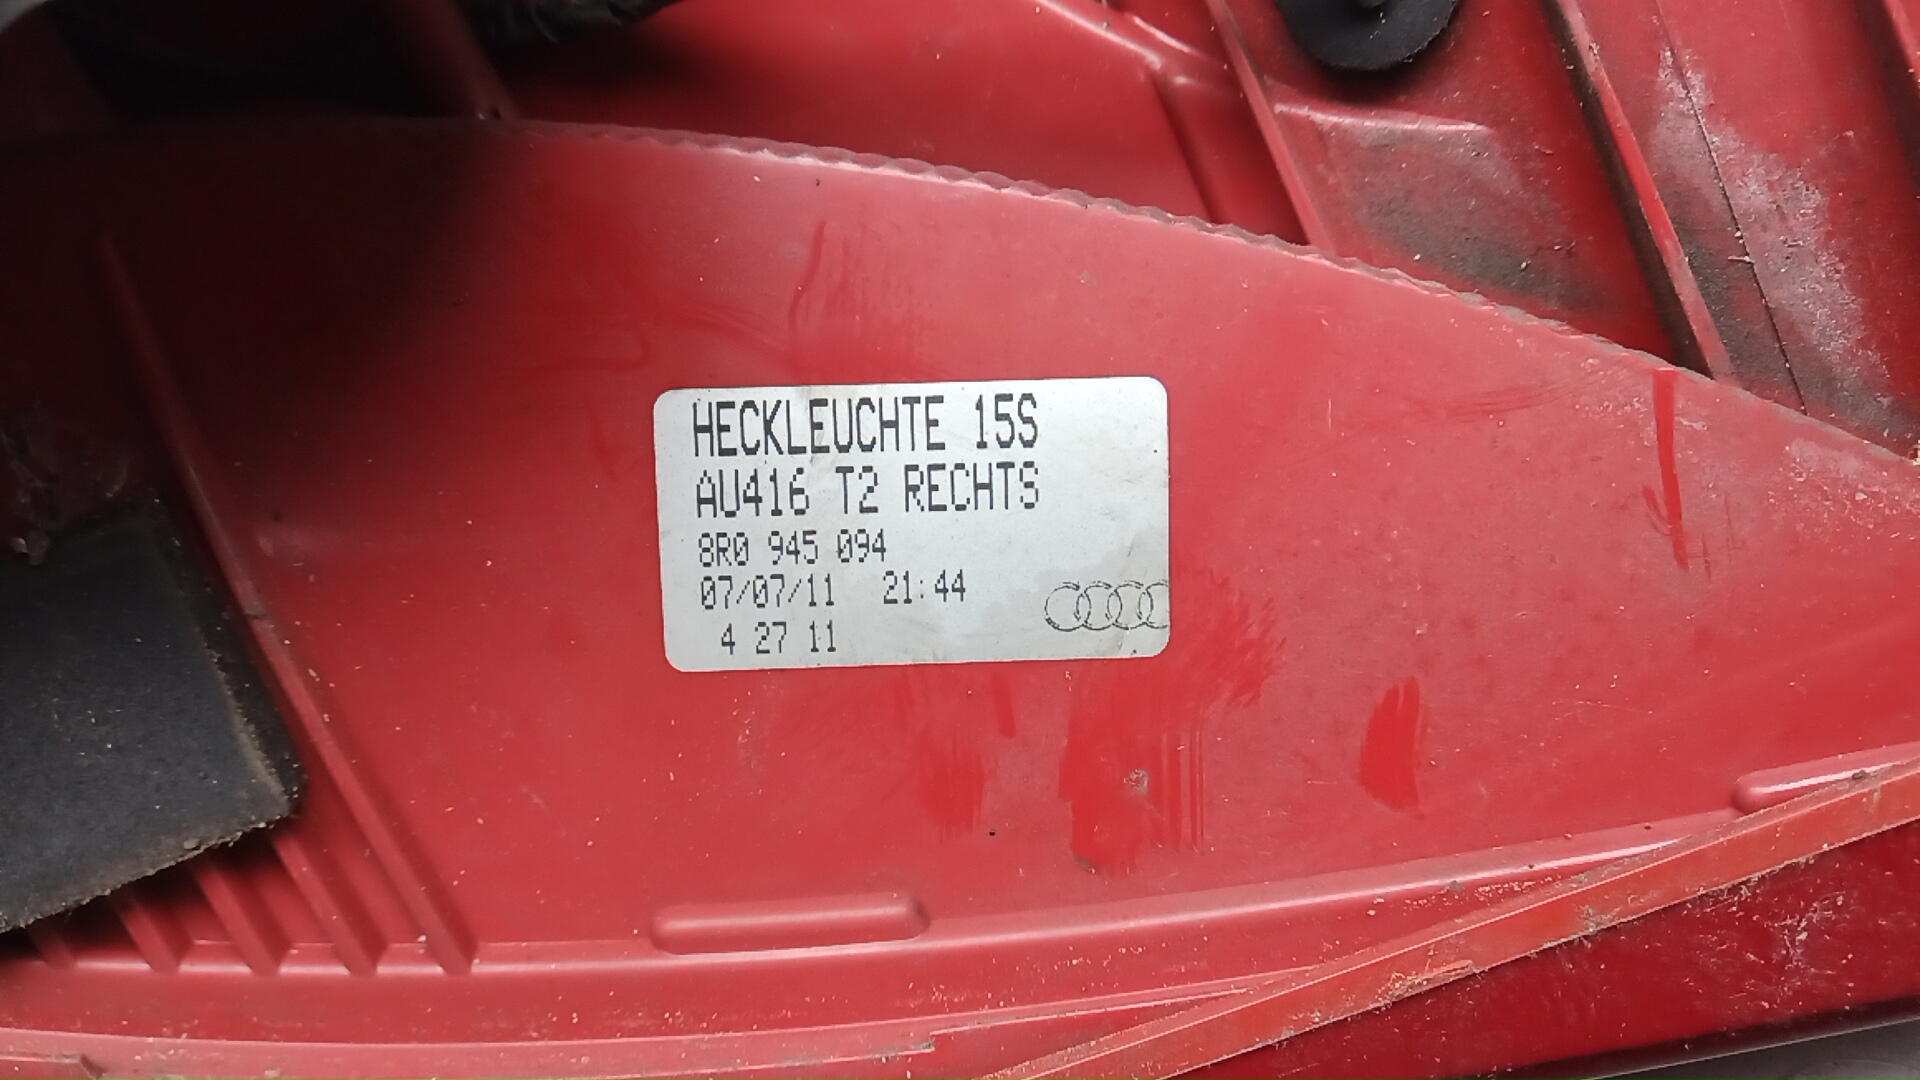 HECKLEUCHTE 15S
AU416 T2 RECHTS
8R0 945 094
07/07/11 21:44
4 27 11